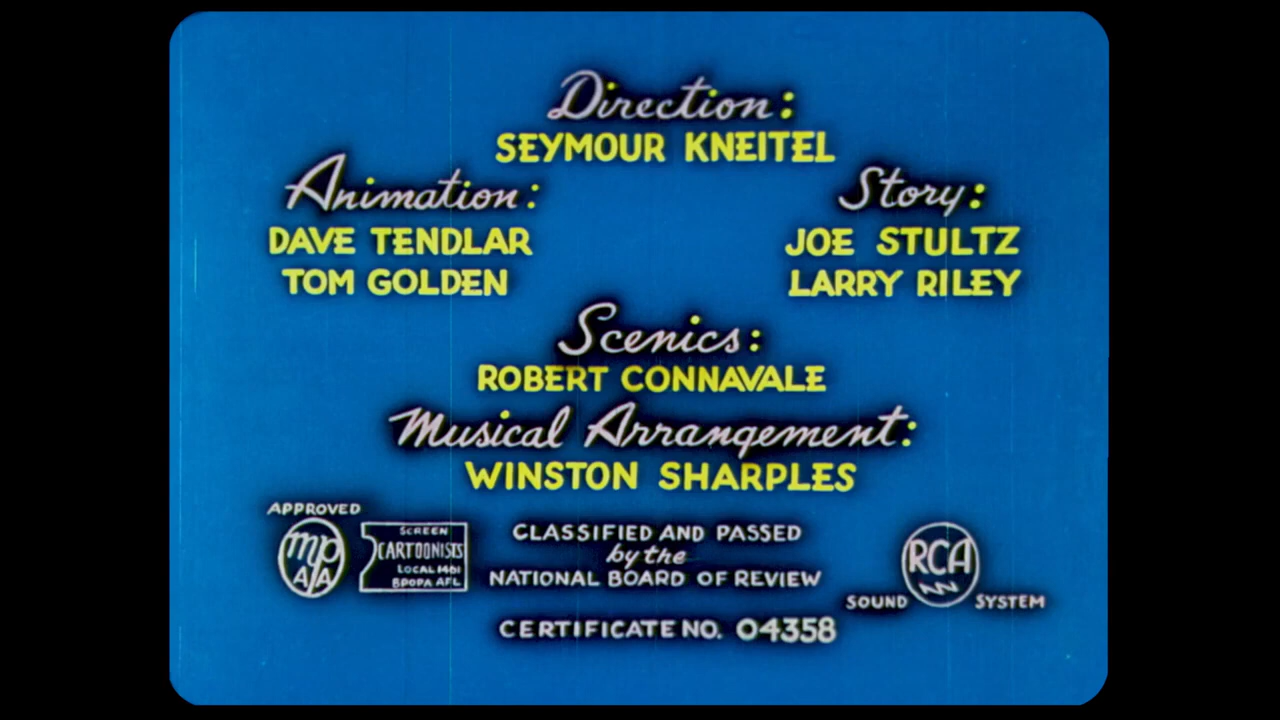 Direction:
SEYMOUR KNEITEL
Animation:
DAVE TENDLAR
TOM GOLDEN
Story:
JOE STULTZ
LARRY RILEY
Scenics:
ROBERT CONNAVALE
Musical Arrangement:
WINSTON SHARPLES
APPROVED
MPAA
SCREEN
CARTOONISTS
LOCAL 1461
BPOPA AFL
CLASSIFIED AND PASSED
by the
NATIONAL BOARD OF REVIEW
CERTIFICATE NO. 04358
RCA
SOUND SYSTEM